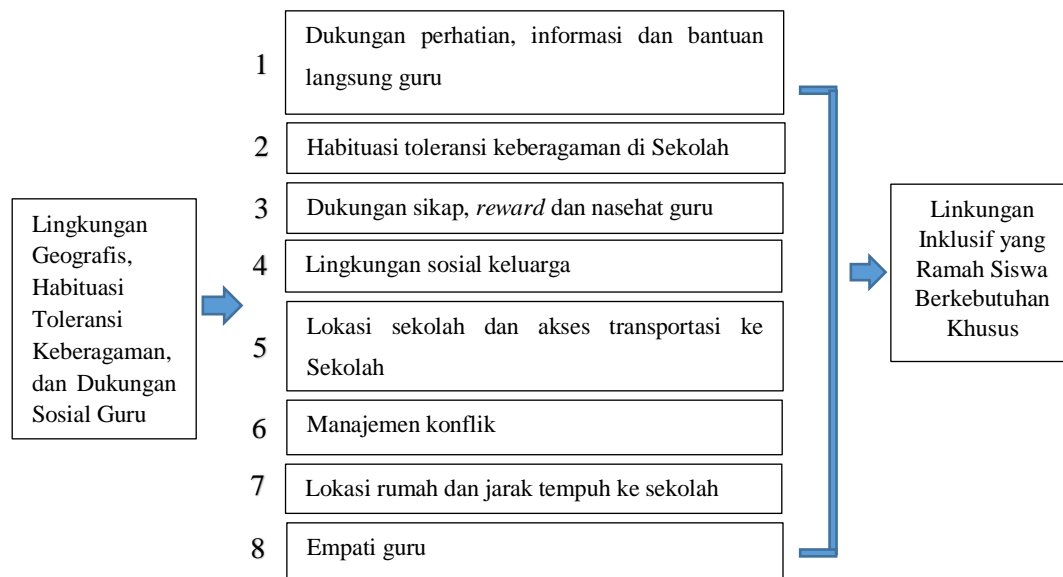 Lingkungan
Geografis,
Habituasi
Toleransi
Keberagaman,
dan Dukungan
Sosial Guru
1
Dukungan perhatian, informasi dan bantuan
langsung guru
2
Habituasi toleransi keberagaman di Sekolah
3
Dukungan sikap, reward dan nasehat guru
4
Lingkungan sosial keluarga
5
Lokasi sekolah dan akses transportasi ke
Sekolah
6
Manajemen konflik
7
Lokasi rumah dan jarak tempuh ke sekolah
8
Empati guru
Linkungan
Inklusif yang
Ramah Siswa
Berkebutuhan
Khusus